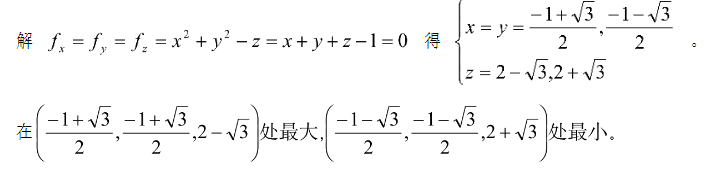 解 f_x = f_y = f_z = x² + y² − z = x + y + z − 1 = 0 得 { x = y = (−1+√3)/2, (−1−√3)/2 ; z = 2−√3, 2+√3 。
在((−1+√3)/2, (−1+√3)/2, 2−√3)处最大,((−1−√3)/2, (−1−√3)/2, 2+√3)处最小。